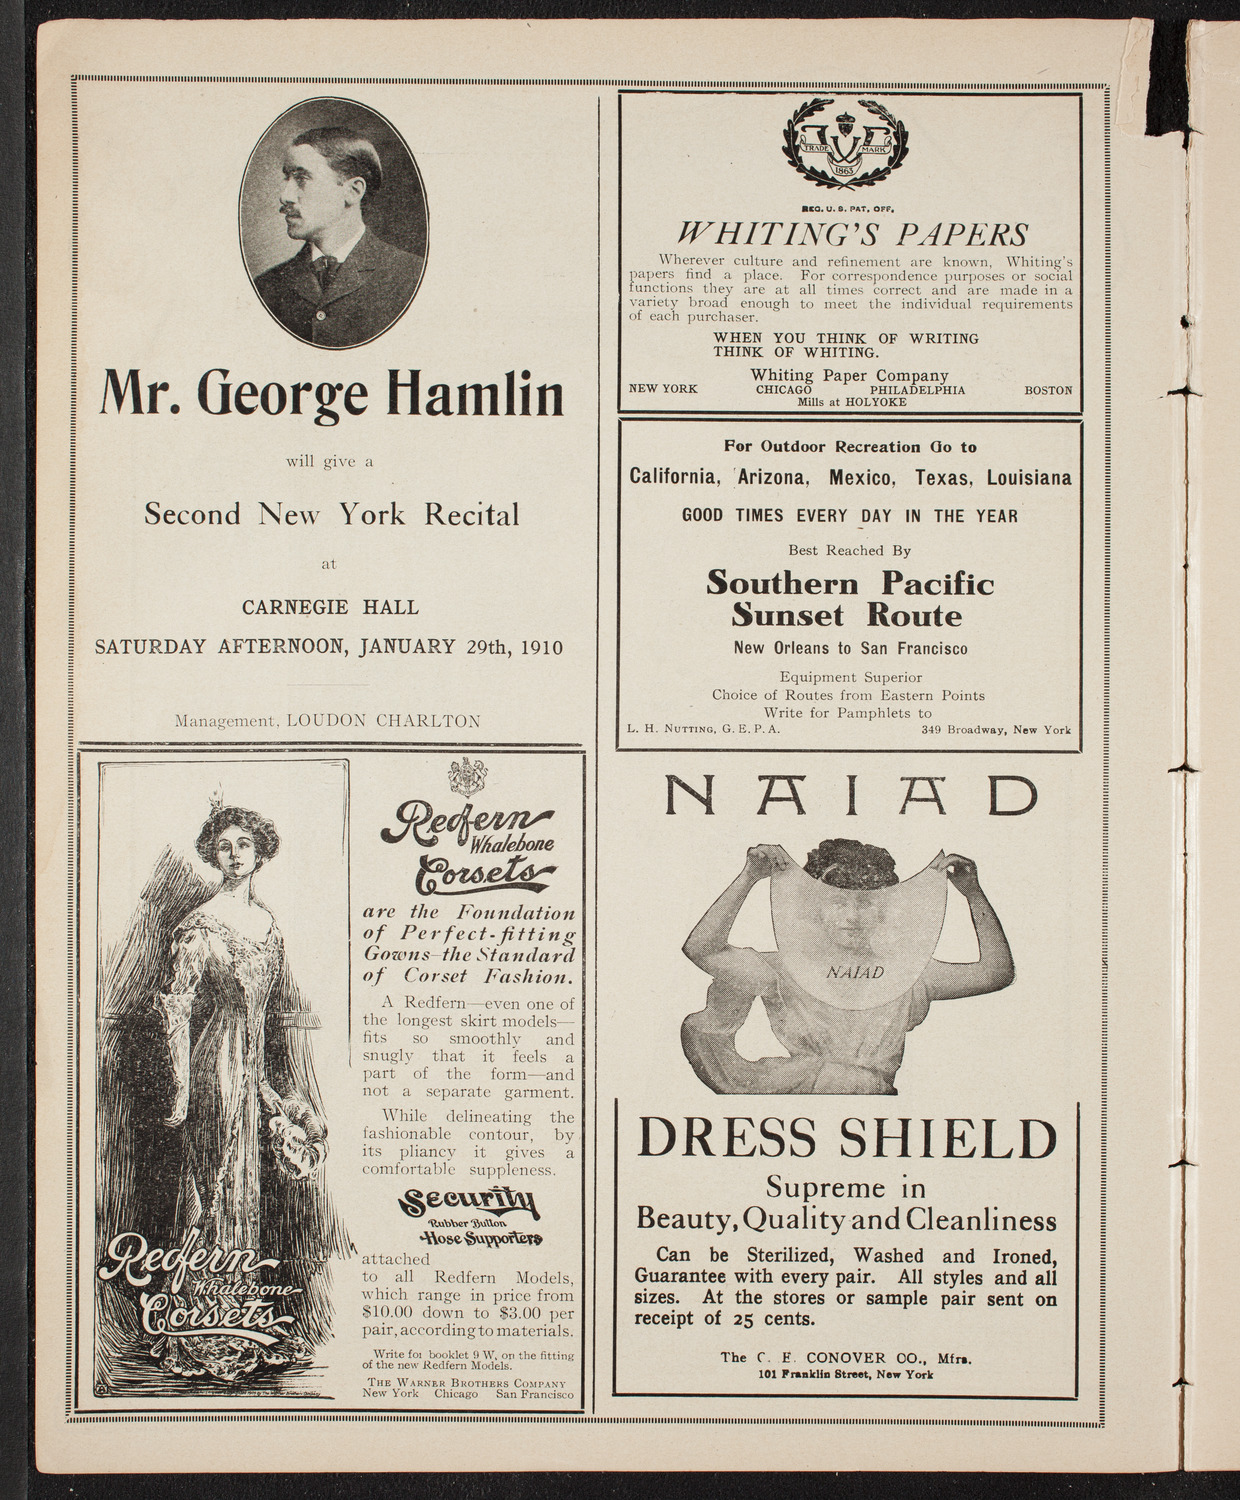 Mr. George Hamlin
will give a
Second New York Recital
at
CARNEGIE HALL
SATURDAY AFTERNOON, JANUARY 29th, 1910
Management, LOUDON CHARLTON
Redfern
Whalebone
Corsets
Redfern
Whalebone
Corsets
are the Foundation
of Perfect-fitting
Gowns—the Standard
of Corset Fashion.
A Redfern—even one of
the longest skirt models—
fits so smoothly and
snugly that it feels a
part of the form—and
not a separate garment.
While delineating the
fashionable contour, by
its pliancy it gives a
comfortable suppleness.
Security
Rubber Button
Hose Supporters
attached
to all Redfern Models,
which range in price from
$10.00 down to $3.00 per
pair, according to materials.
Write for booklet 9 W, on the fitting
of the new Redfern Models.
THE WARNER BROTHERS COMPANY
New York Chicago San Francisco
TRADE MARK
1863
REG. U. S. PAT. OFF.
WHITING'S PAPERS
Wherever culture and refinement are known, Whiting's
papers find a place. For correspondence purposes or social
functions they are at all times correct and are made in a
variety broad enough to meet the individual requirements
of each purchaser.
WHEN YOU THINK OF WRITING
THINK OF WHITING.
Whiting Paper Company
NEW YORK CHICAGO PHILADELPHIA BOSTON
Mills at HOLYOKE
For Outdoor Recreation Go to
California, Arizona, Mexico, Texas, Louisiana
GOOD TIMES EVERY DAY IN THE YEAR
Best Reached By
Southern Pacific
Sunset Route
New Orleans to San Francisco
Equipment Superior
Choice of Routes from Eastern Points
Write for Pamphlets to
L. H. NUTTING, G. E. P. A. 349 Broadway, New York
NAIAD
NAIAD
DRESS SHIELD
Supreme in
Beauty, Quality and Cleanliness
Can be Sterilized, Washed and Ironed,
Guarantee with every pair. All styles and all
sizes. At the stores or sample pair sent on
receipt of 25 cents.
The C. E. CONOVER CO., Mfrs.
101 Franklin Street, New York